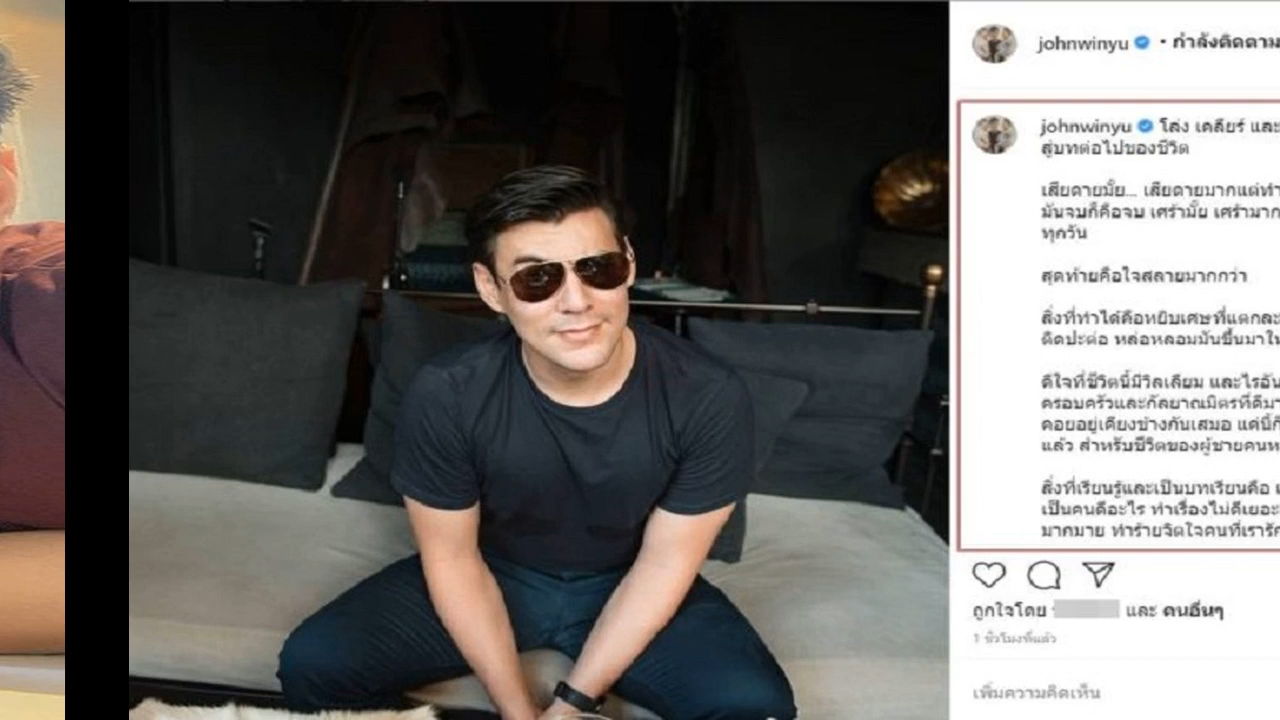 johnwinyu • กำลังติดตาม
johnwinyu โล่ง เคลียร์ และ
สู่บทต่อไปของชีวิต
เสียดายมั้ย... เสียดายมากแต่ทำ
มันจบก็คือจบ เศร้ามั้ย เศร้ามาก
ทุกวัน
สุดท้ายคือใจสลายมากกว่า
สิ่งที่ทำได้คือหยิบเศษที่แตกละ
ติดปะต่อ หล่อหลอมมันขึ้นมาให
ดีใจที่ชีวิตนี้มีวิลเลียม และไรอัน
ครอบครัวและกัลยาณมิตรที่ดีมา
คอยอยู่เคียงข้างกันเสมอ แค่นี้ก็
แล้ว สำหรับชีวิตของผู้ชายคนห
สิ่งที่เรียนรู้และเป็นบทเรียนคือ เ
เป็นคนดีอะไร ทำเรื่องไม่ดีเยอะ
มากมาย ทำร้ายจิตใจคนที่เรารัก
ถูกใจโดย และ คนอื่นๆ
1 ชั่วโมงที่แล้ว
เพิ่มความคิดเห็น